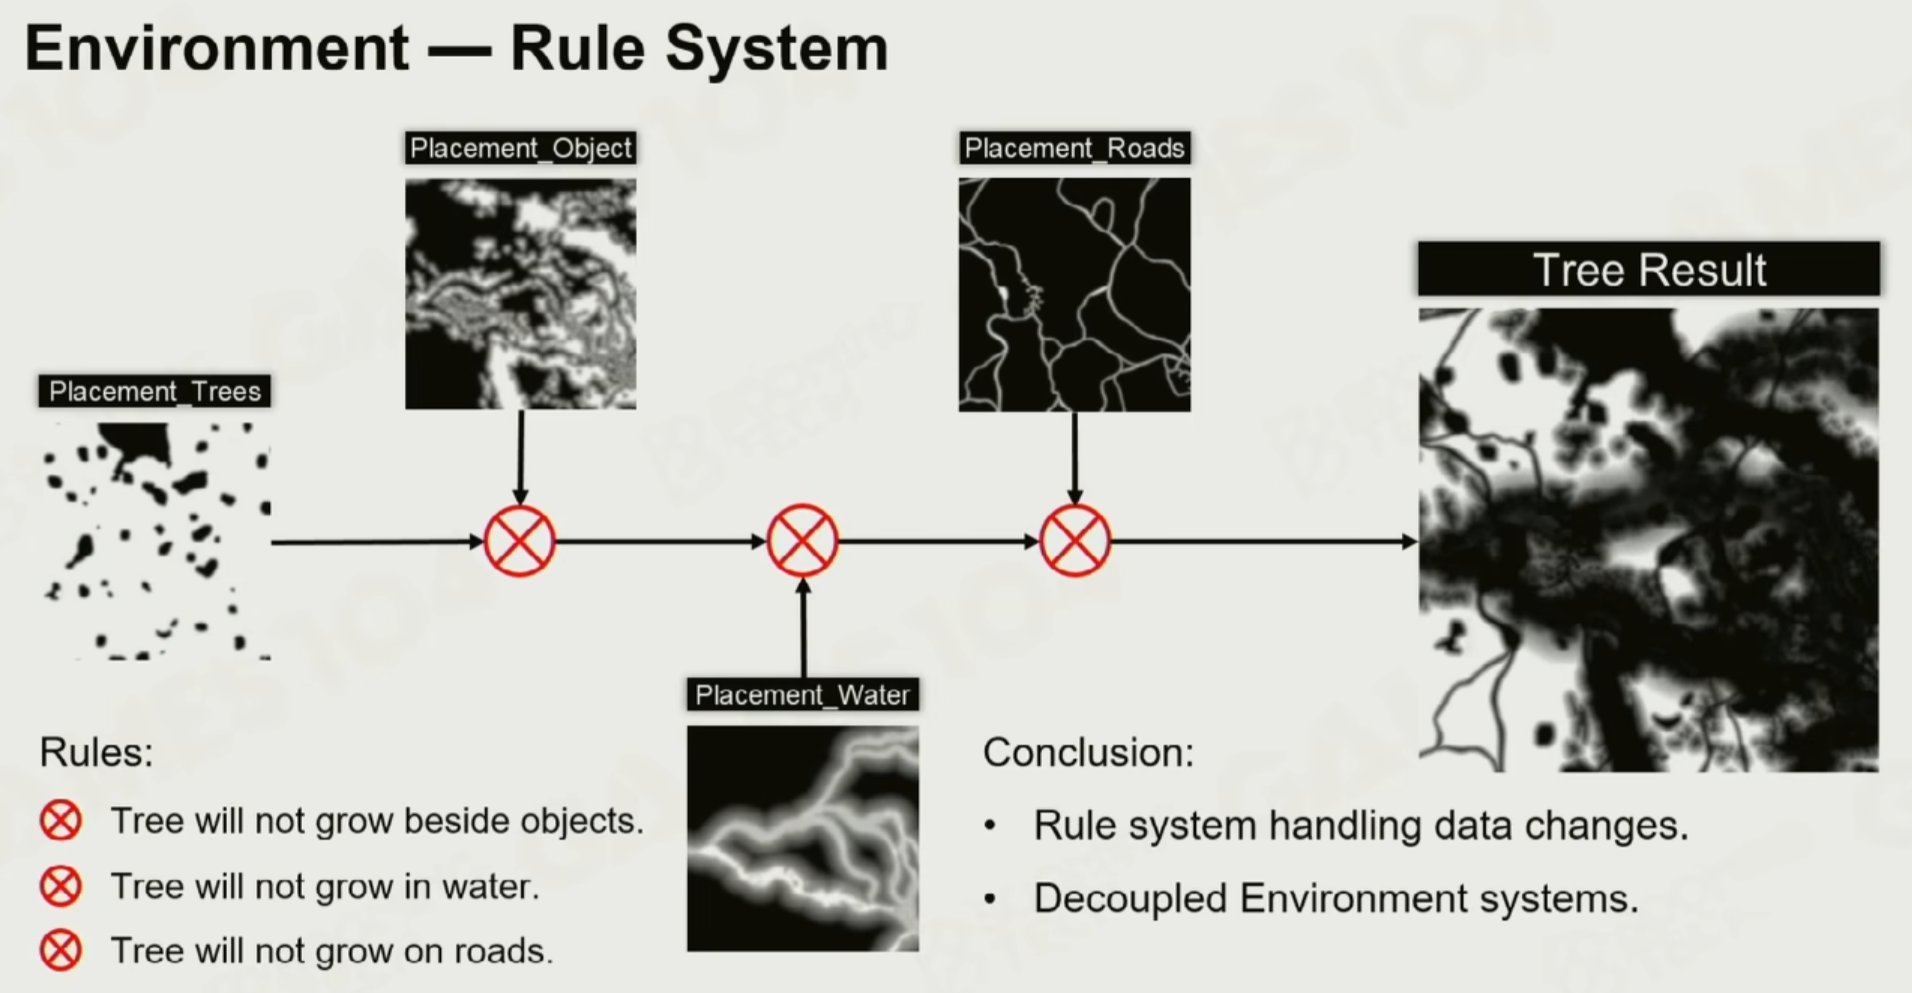 Environment — Rule System
Placement_Object
Placement_Roads
Tree Result
Placement_Trees
Placement_Water
Rules:
Tree will not grow beside objects.
Tree will not grow in water.
Tree will not grow on roads.
Conclusion:
• Rule system handling data changes.
• Decoupled Environment systems.